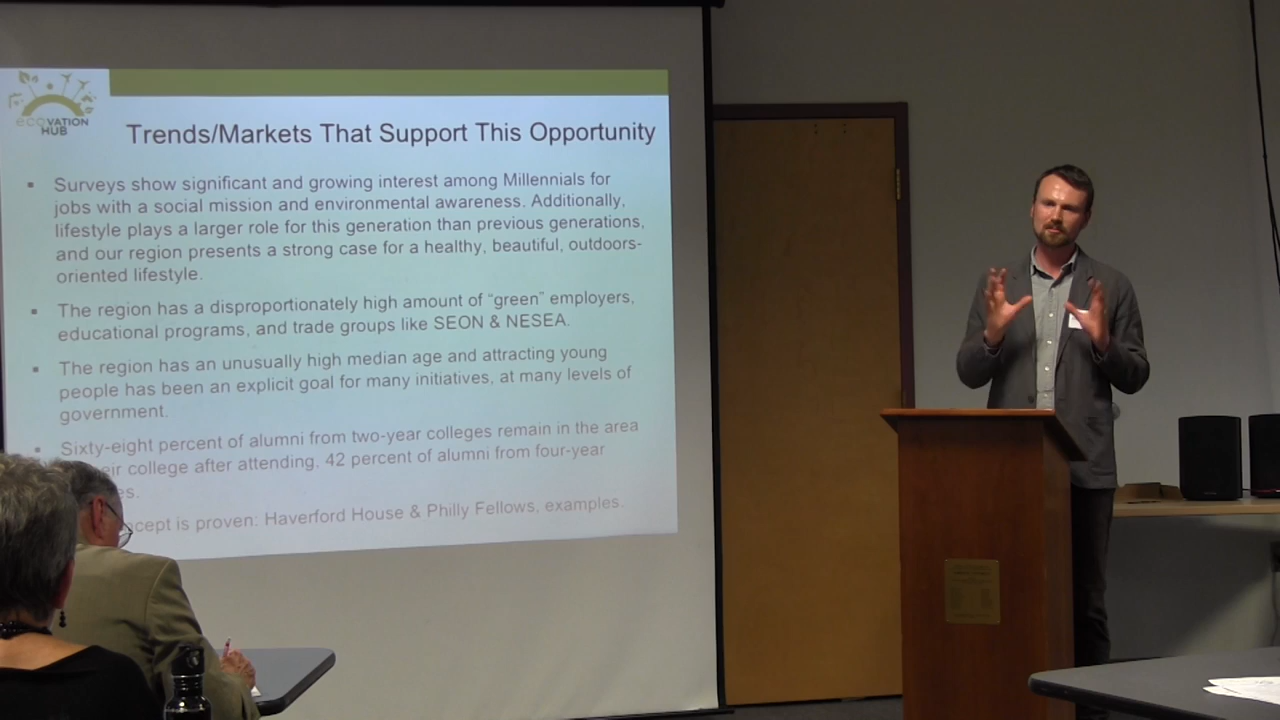 ecovation
HUB
Trends/Markets That Support This Opportunity
▪ Surveys show significant and growing interest among Millennials for
jobs with a social mission and environmental awareness. Additionally,
lifestyle plays a larger role for this generation than previous generations,
and our region presents a strong case for a healthy, beautiful, outdoors-
oriented lifestyle.
▪ The region has a disproportionately high amount of “green” employers,
educational programs, and trade groups like SEON & NESEA.
▪ The region has an unusually high median age and attracting young
people has been an explicit goal for many initiatives, at many levels of
government.
▪ Sixty-eight percent of alumni from two-year colleges remain in the area
college after attending. 42 percent of alumni from four-year
is proven: Haverford House & Philly Fellows, examples.